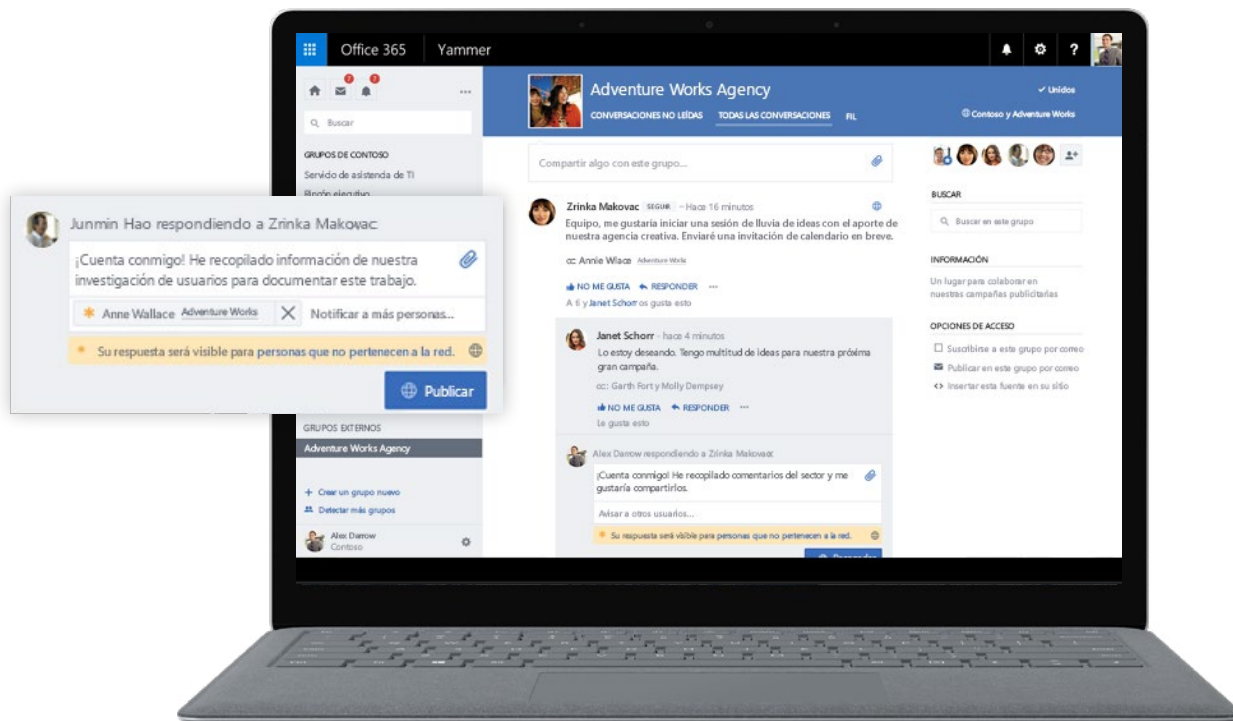 Office 365
Yammer
?
7
7
Buscar
GRUPOS DE CONTOSO
Servido de asistenda de TI
Rincón ejecutivo
GRUPOS EXTERNOS
Adventure Works Agency
+ Crear un grupo nuevo
Detectar más grupos
Alex Darrow
Contoso
Junmin Hao respondiendo a Zrinka Makovac
¡Cuenta conmigo! He recopilado información de nuestra
investigación de usuarios para documentar este trabajo.
Anne Wallace Adventure Works
Notificar a más personas...
Su respuesta será visible para personas que no pertenecen a la red.
Publicar
Adventure Works Agency
CONVERSACIONES NO LEÍDAS TODAS LAS CONVERSACIONES FIL
Unidos
Contoso y Adventure Works
Compartir algo con este grupo...
Zrinka Makovac SEGUIR - Hace 16 minutos
Equipo, me gustaría iniciar una sesión de lluvia de ideas con el aporte de
nuestra agencia creativa. Enviaré una invitación de calendario en breve.
cc: Annie Wlace Adventure Works
NO ME GUSTA RESPONDER ...
A ti y Janet Schorr os gusta esto
Janet Schorr - hace 4 minutos
Lo estoy deseando. Tengo multitud de ideas para nuestra próxima
gran campaña.
cc: Garth Fort y Molly Dempsey
NO ME GUSTA RESPONDER ...
Le gusta esto
Alex Darrow respondiendo a Zrinka Makovac
¡Cuenta conmigo! He recopilado comentarios del sector y me
gustaría compartirlos.
Avisar a otros usuarios...
Su respuesta será visible para personas que no pertenecen a la red.
BUSCAR
Buscar en este grupo
INFORMACIÓN
Un lugar para colaborar en
nuestras campañas publicitarias
OPCIONES DE ACCESO
Suscribirse a este grupo por correo
Publicar en este grupo por correo
Insertar esta fuente en su sitio